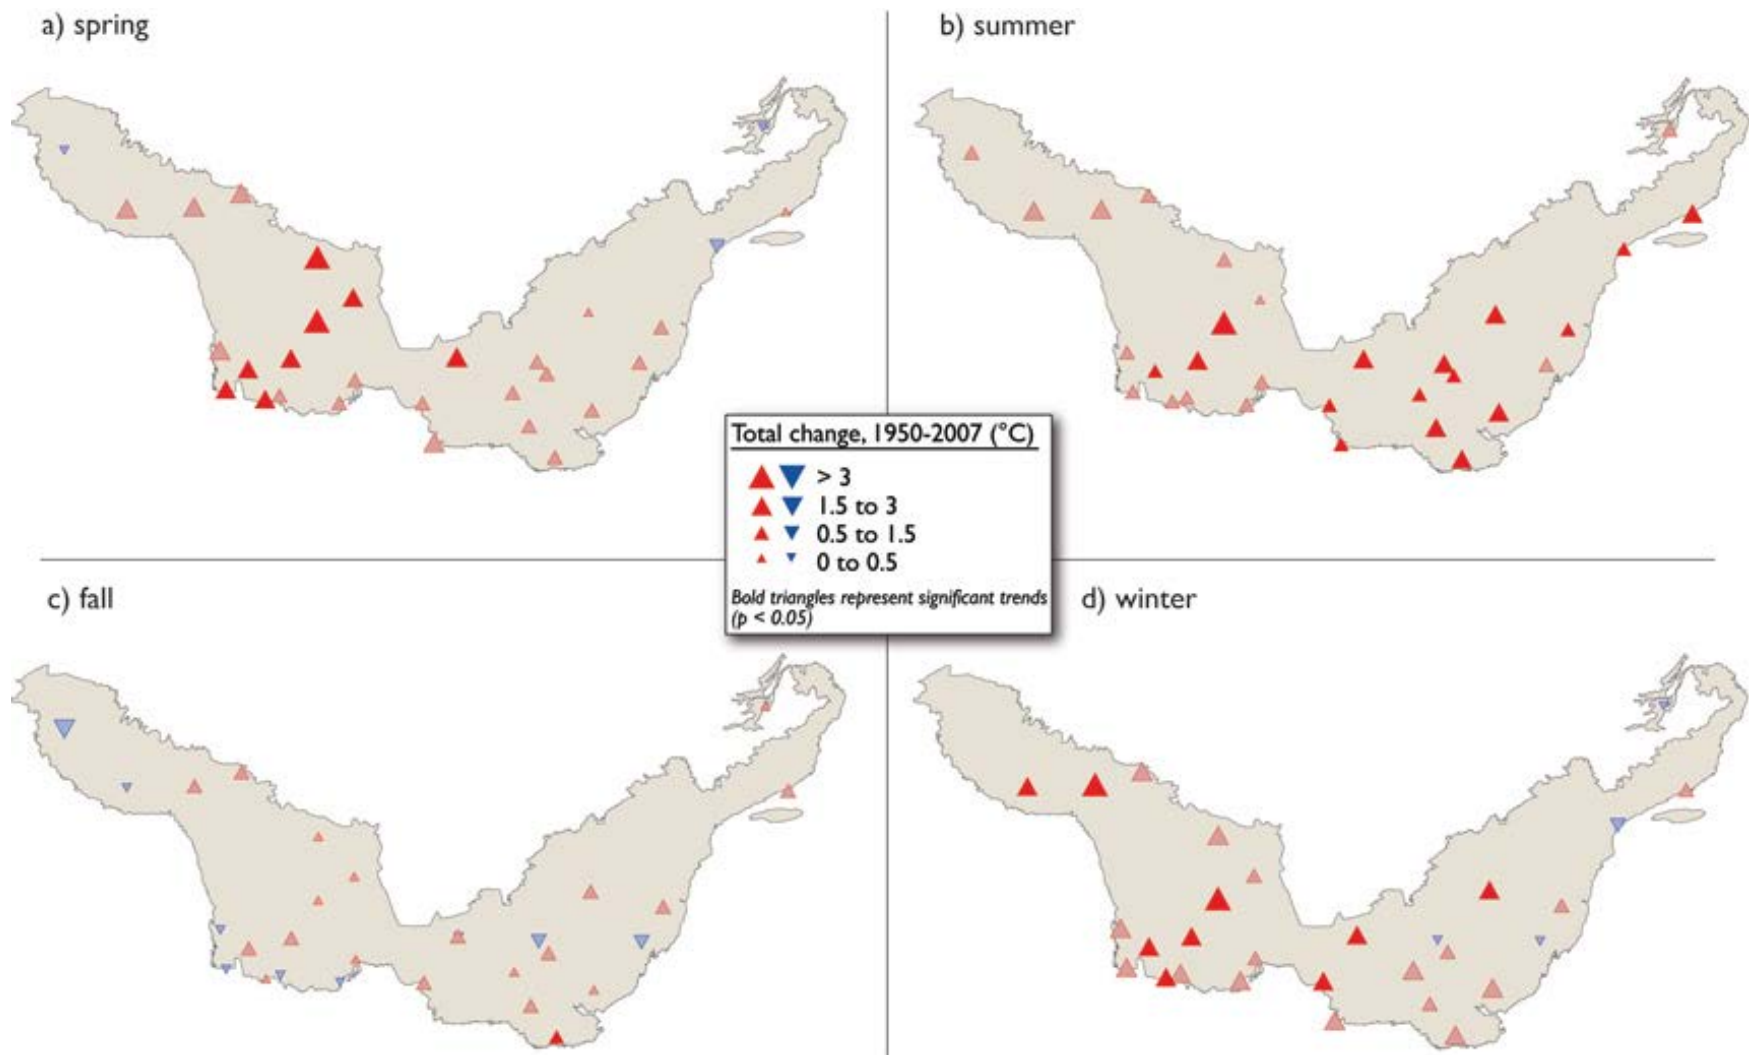 a) spring
b) summer
Total change, 1950-2007 (°C)
> 3
1.5 to 3
0.5 to 1.5
0 to 0.5
Bold triangles represent significant trends
(p < 0.05)
c) fall
d) winter